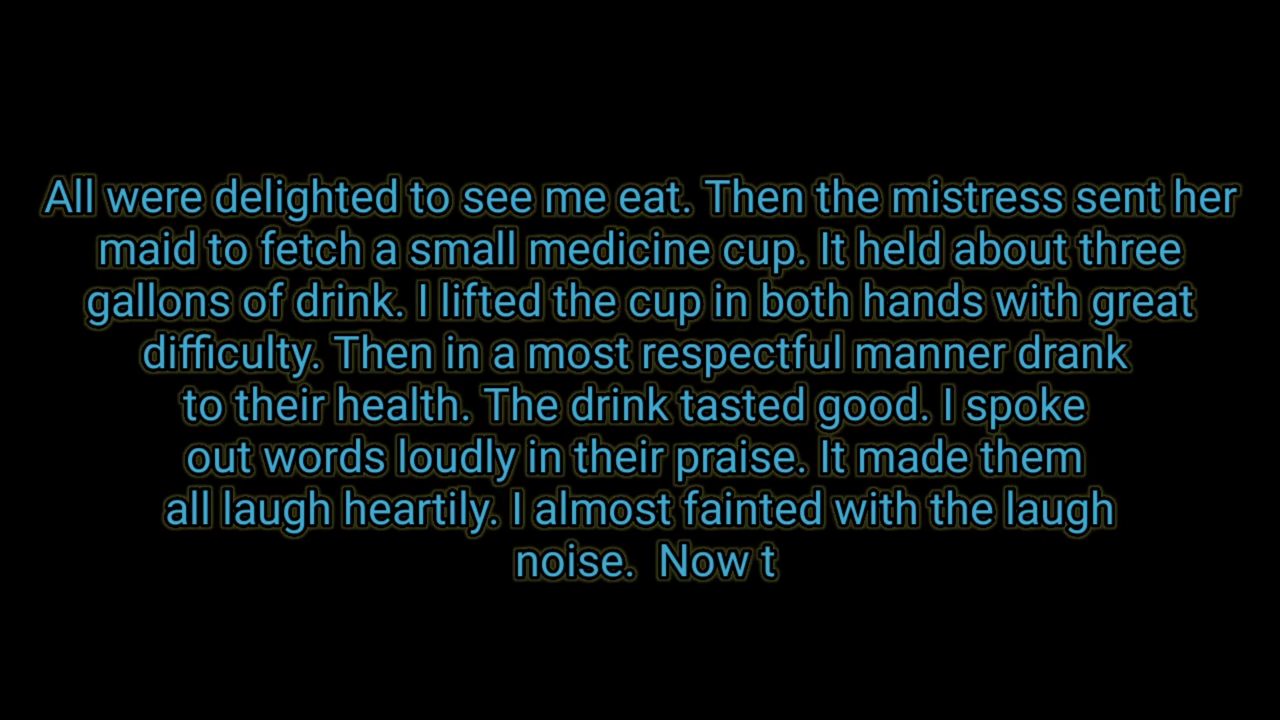 All were delighted to see me eat. Then the mistress sent her
maid to fetch a small medicine cup. It held about three
gallons of drink. I lifted the cup in both hands with great
difficulty. Then in a most respectful manner drank
to their health. The drink tasted good. I spoke
out words loudly in their praise. It made them
all laugh heartily. I almost fainted with the laugh
noise.  Now t